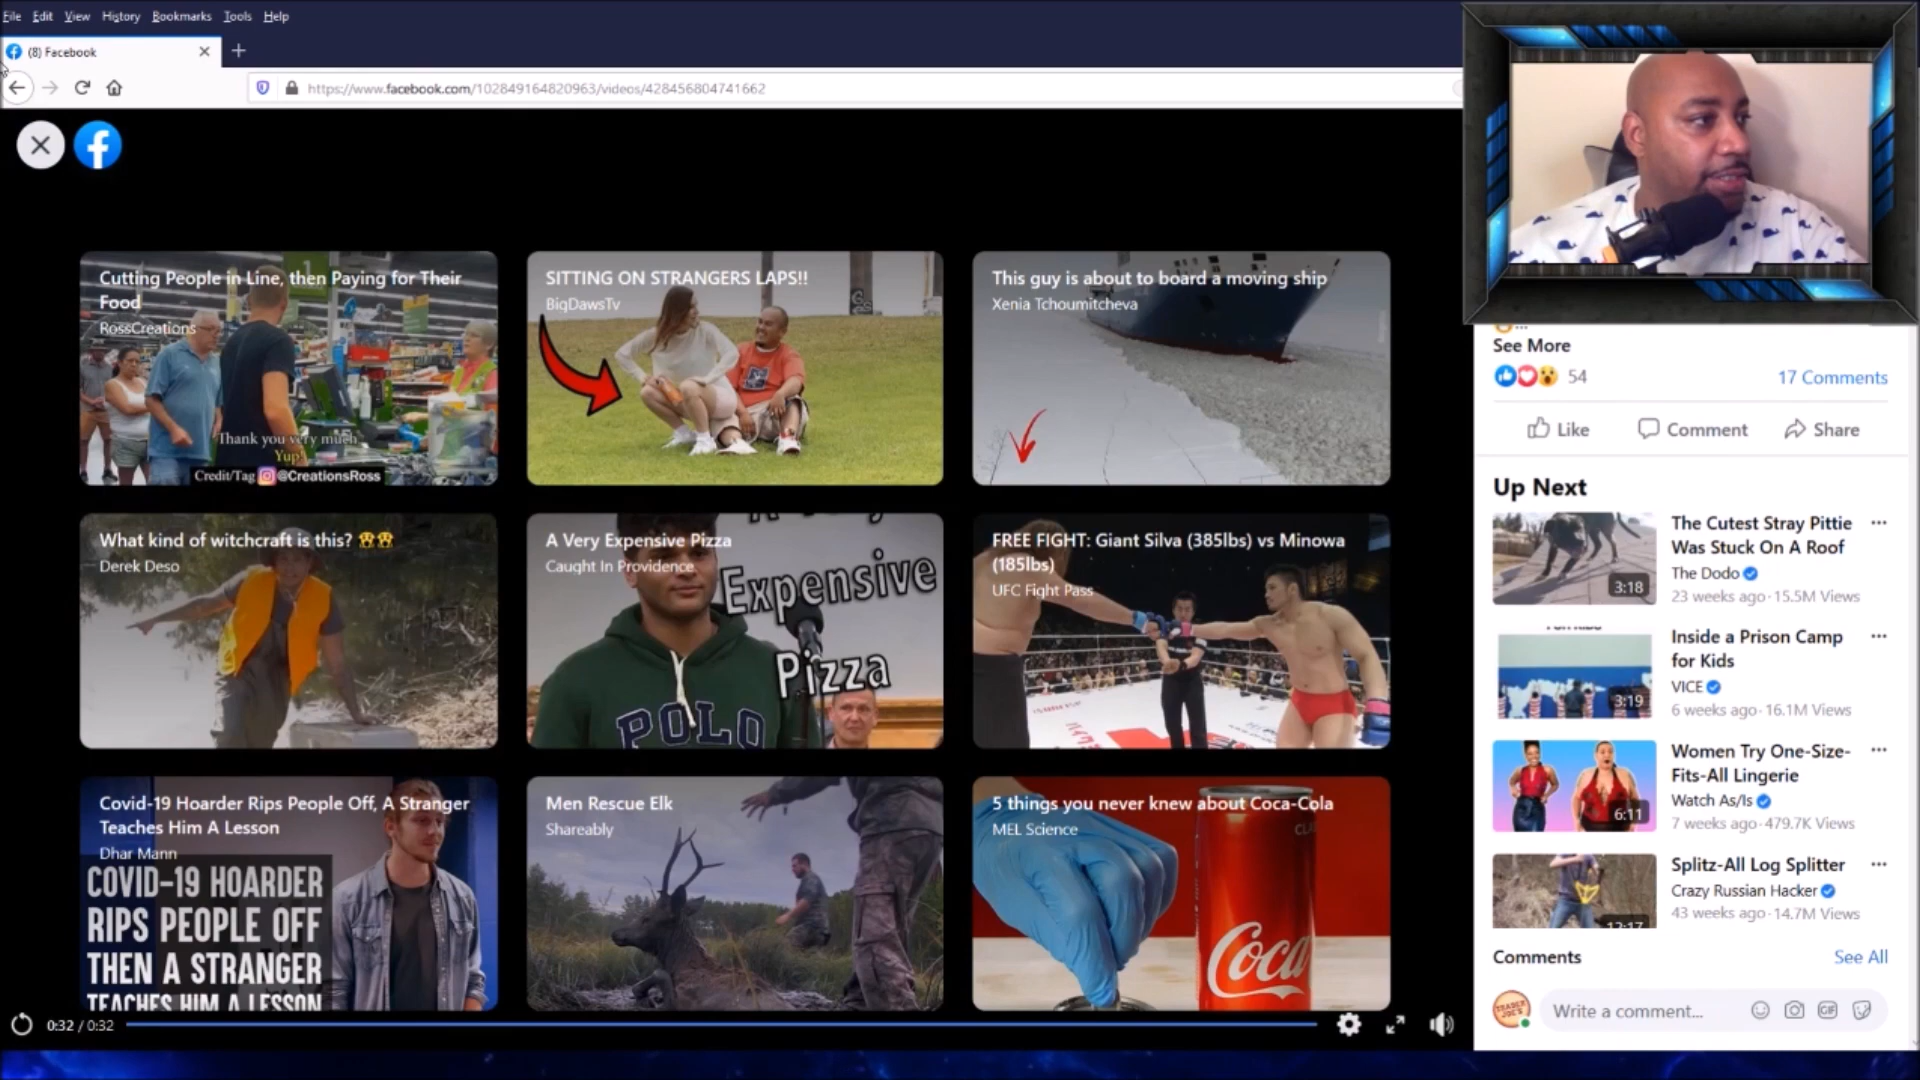 File Edit View History Bookmarks Tools Help
(8) Facebook
https://www.facebook.com/102849164820963/videos/428456804741662
Cutting People in Line, then Paying for Their
Food
RossCreations
Thank you very much
Yup!
Credit/Tag @CreationsRoss
SITTING ON STRANGERS LAPS!!
BigDawsTv
This guy is about to board a moving ship
Xenia Tchoumitcheva
What kind of witchcraft is this? 😱😱
Derek Deso
A Very Expensive Pizza
Caught In Providence
Expensive
Pizza
POLO
FREE FIGHT: Giant Silva (385lbs) vs Minowa
(185lbs)
UFC Fight Pass
Covid-19 Hoarder Rips People Off, A Stranger
Teaches Him A Lesson
Dhar Mann
COVID-19 HOARDER
RIPS PEOPLE OFF
THEN A STRANGER
TEACHES HIM A LESSON
Men Rescue Elk
Shareably
5 things you never knew about Coca-Cola
MEL Science
Coca
0:32 / 0:32
See More
54
17 Comments
Like Comment Share
Up Next
The Cutest Stray Pittie
Was Stuck On A Roof
The Dodo
23 weeks ago · 15.5M Views
3:18
Inside a Prison Camp
for Kids
VICE
6 weeks ago · 16.1M Views
3:19
Women Try One-Size-
Fits-All Lingerie
Watch As/Is
7 weeks ago · 479.7K Views
6:11
Splitz-All Log Splitter
Crazy Russian Hacker
43 weeks ago · 14.7M Views
12:17
Comments See All
TRADER JOE'S
Write a comment...
GIF